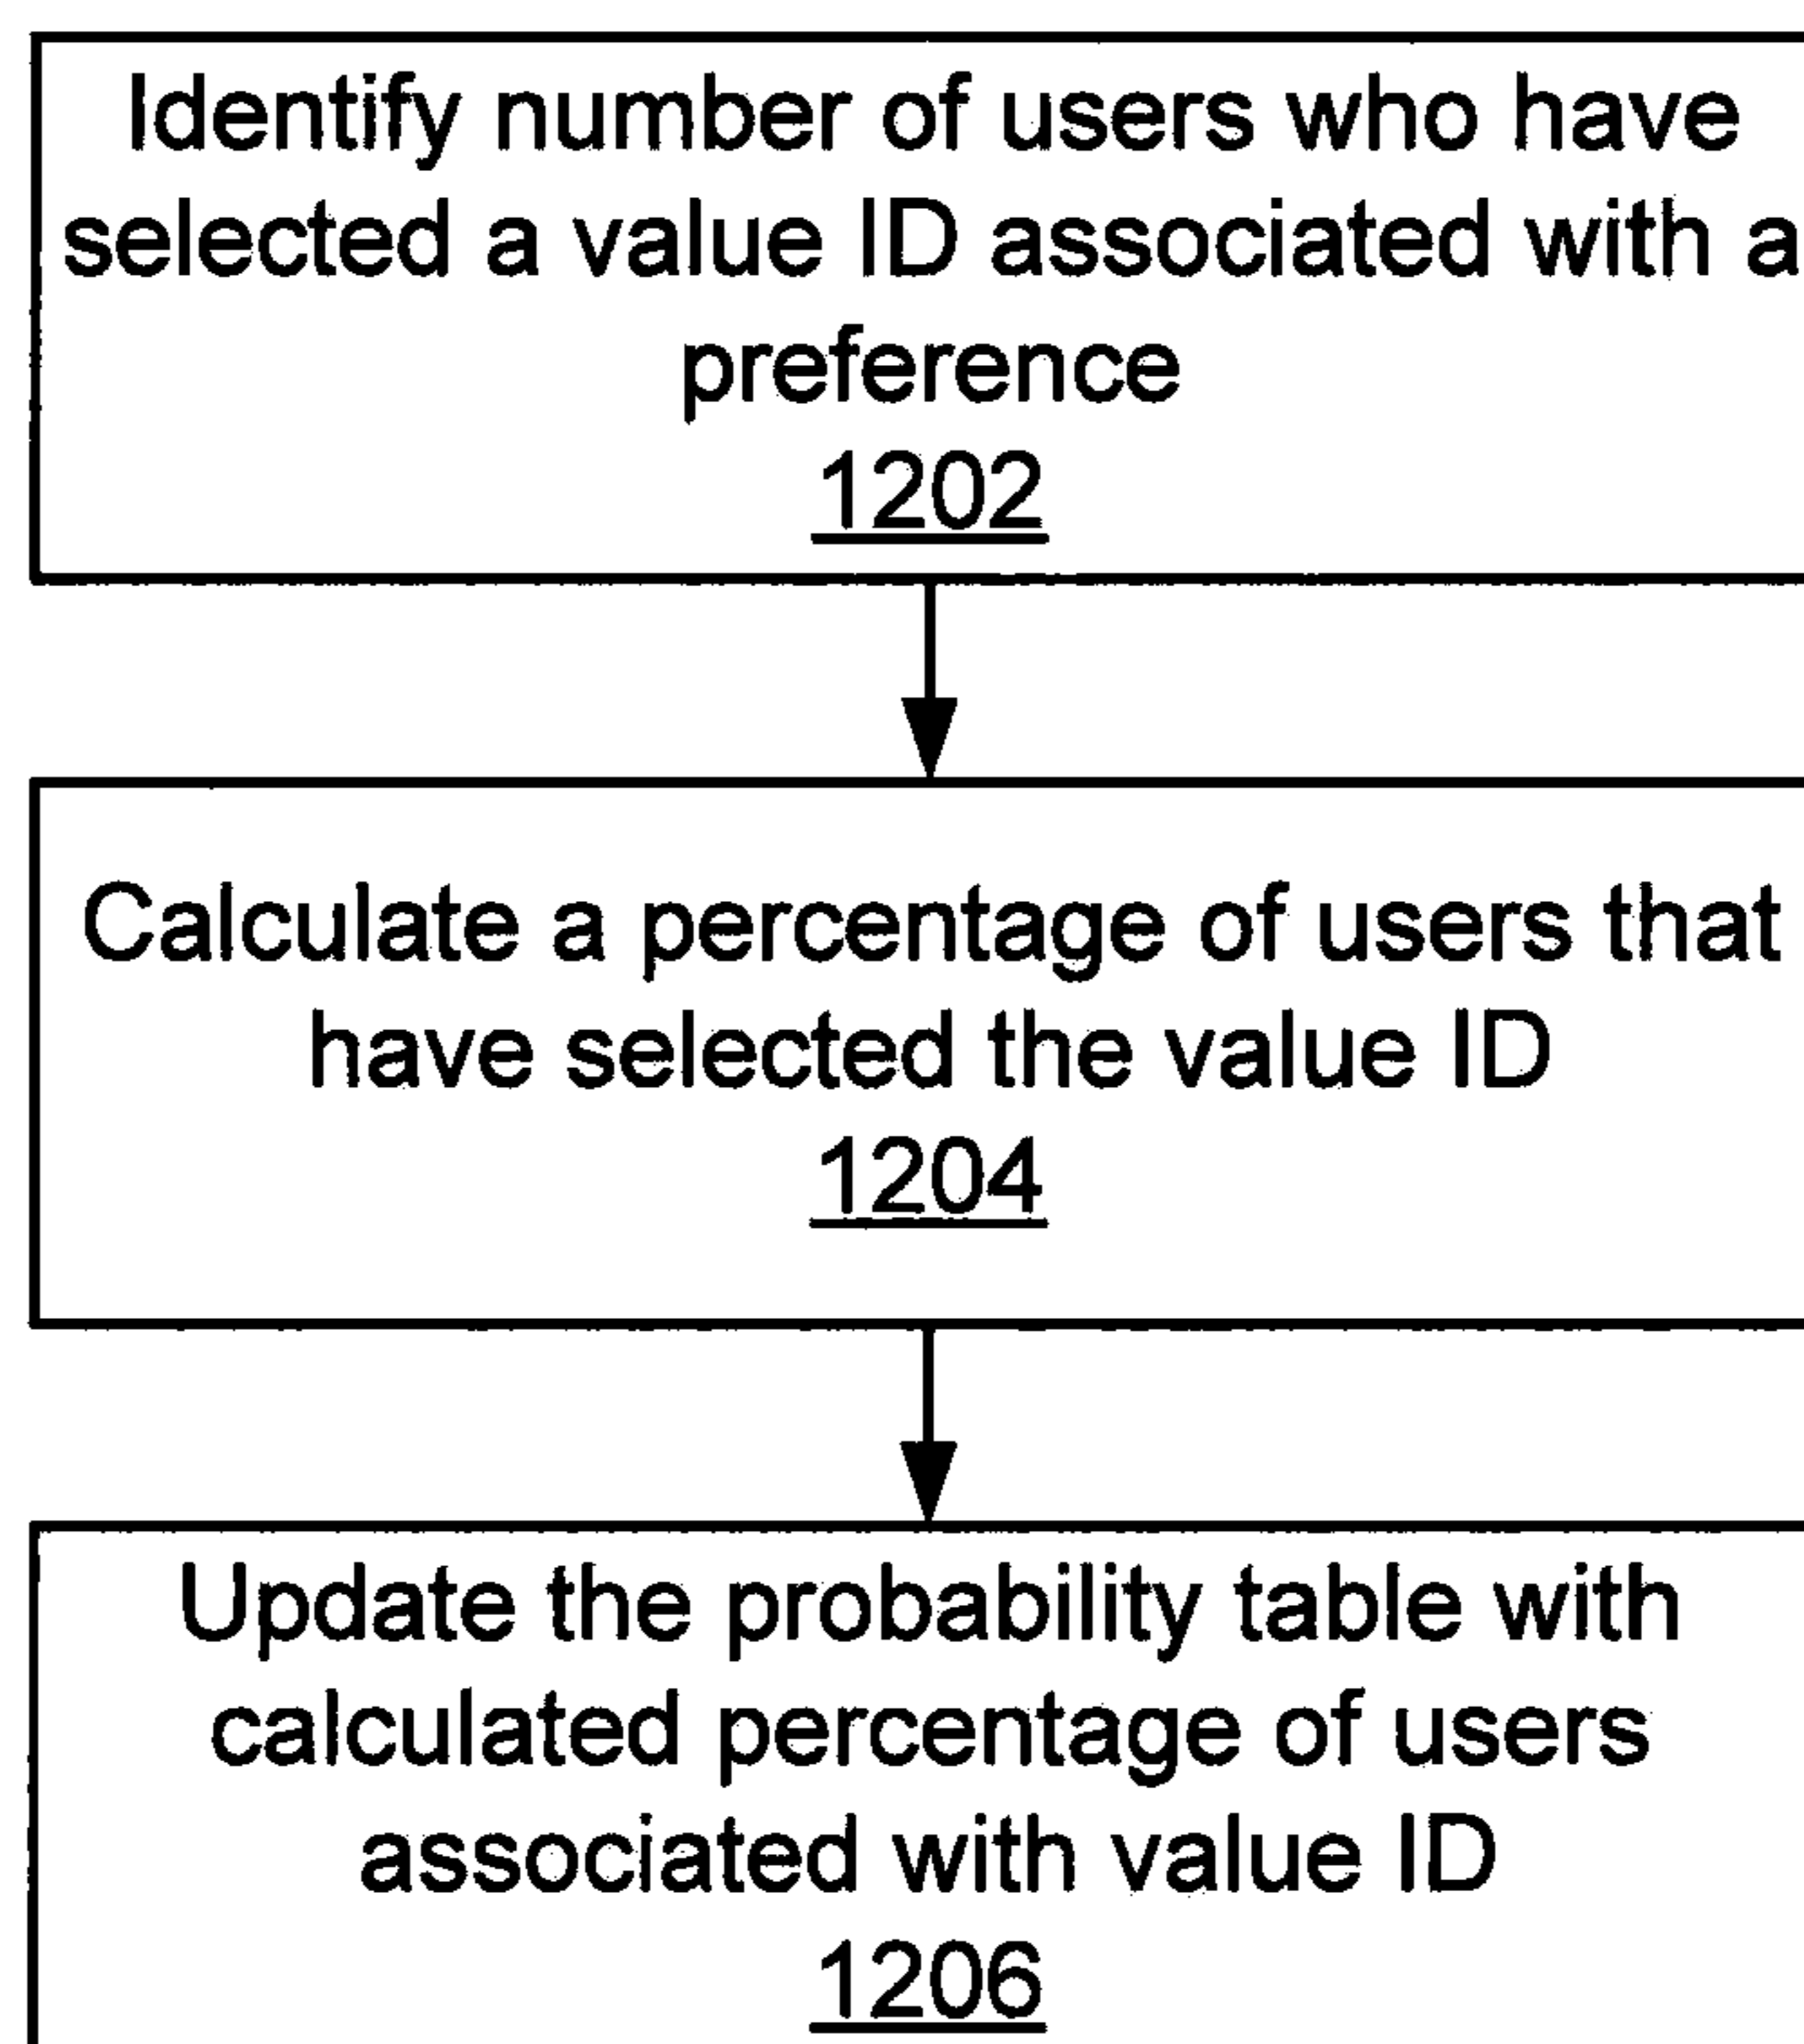 Identify number of users who have
selected a value ID associated with a
preference
1202
Calculate a percentage of users that
have selected the value ID
1204
Update the probability table with
calculated percentage of users
associated with value ID
1206